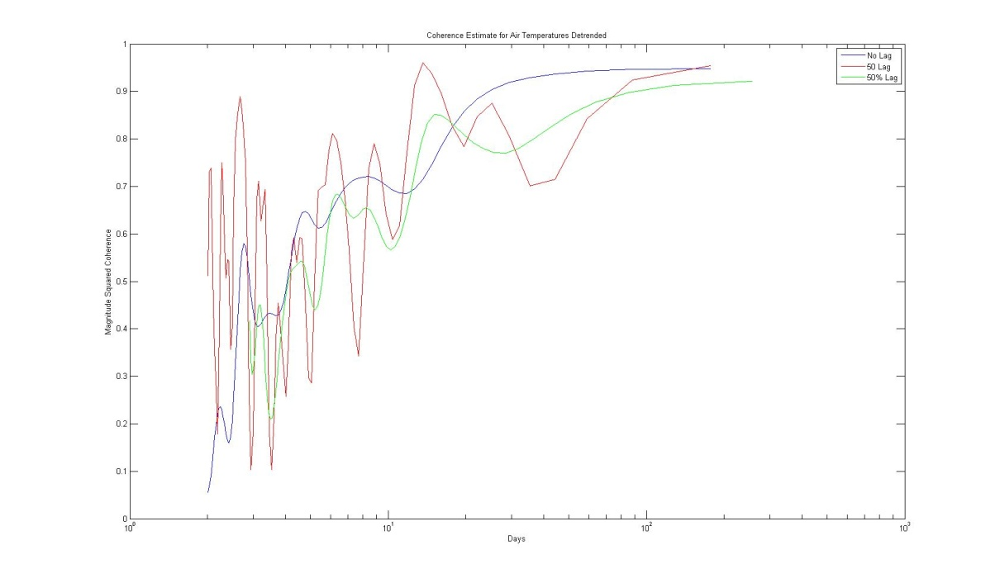 Coherence Estimate for Air Temperatures Detrended
No Lag
50 Lag
50% Lag
1
0.9
0.8
0.7
0.6
0.5
0.4
0.3
0.2
0.1
0
Magnitude Squared Coherence
10^0 10^1 10^2 10^3
Days